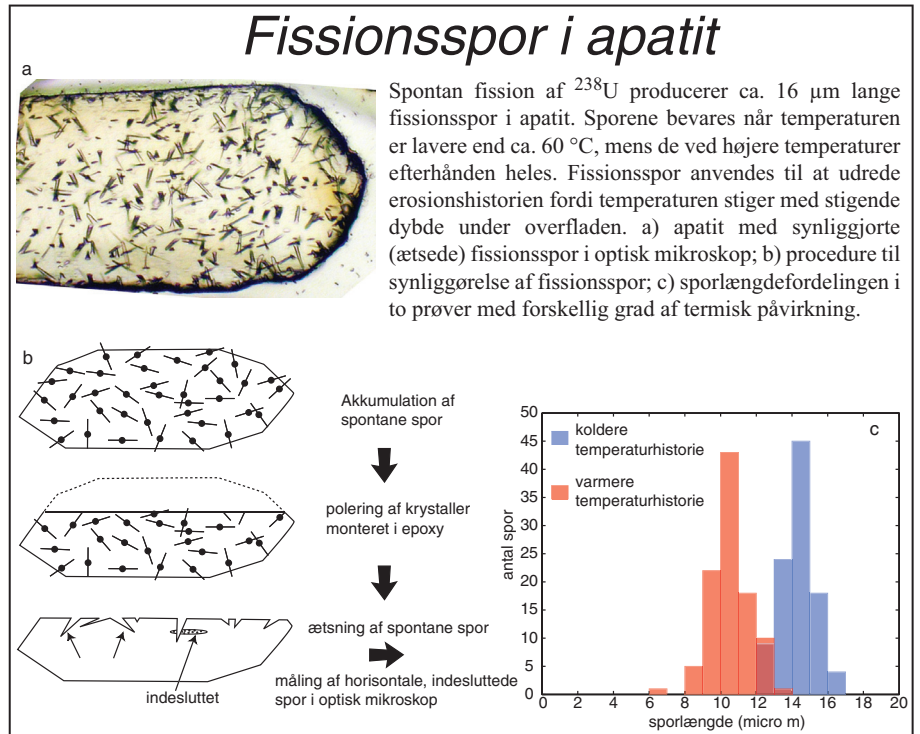 Fissionsspor i apatit
a
Spontan fission af ²³⁸U producerer ca. 16 µm lange
fissionsspor i apatit. Sporene bevares når temperaturen
er lavere end ca. 60 °C, mens de ved højere temperaturer
efterhånden heles. Fissionsspor anvendes til at udrede
erosionshistorien fordi temperaturen stiger med stigende
dybde under overfladen. a) apatit med synliggjorte
(ætsede) fissionsspor i optisk mikroskop; b) procedure til
synliggørelse af fissionsspor; c) sporlængdefordelingen i
to prøver med forskellig grad af termisk påvirkning.
b
Akkumulation af
spontane spor
polering af krystaller
monteret i epoxy
ætsning af spontane spor
indesluttet
måling af horisontale, indesluttede
spor i optisk mikroskop
c
koldere
temperaturhistorie
varmere
temperaturhistorie
antal spor
50
45
40
35
30
25
20
15
10
5
0
0 2 4 6 8 10 12 14 16 18 20
sporlængde (micro m)